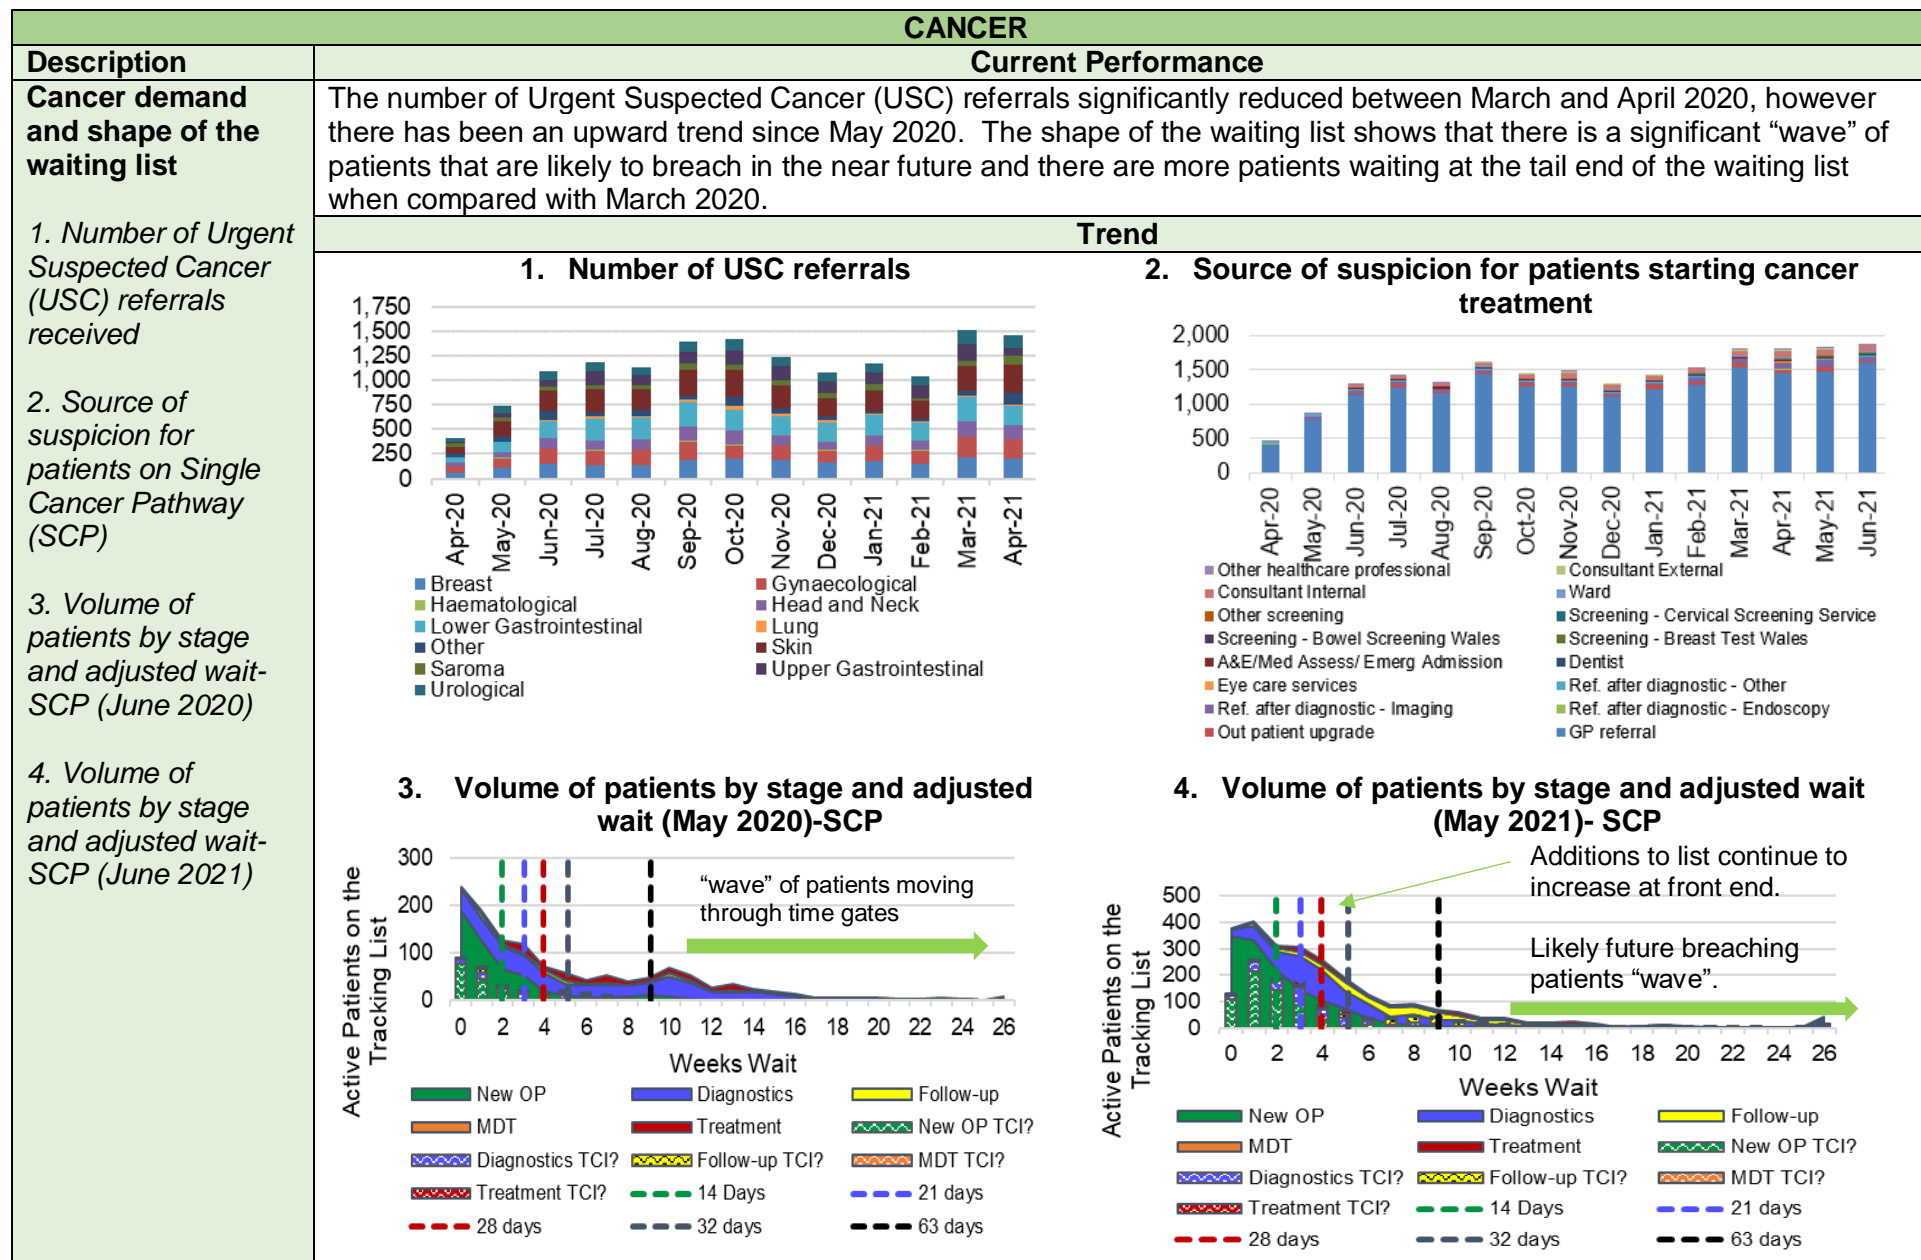 CANCER
Description
Current Performance
Cancer demand
and shape of the
waiting list
1. Number of Urgent
Suspected Cancer
(USC) referrals
received
2. Source of
suspicion for
patients on Single
Cancer Pathway
(SCP)
3. Volume of
patients by stage
and adjusted wait-
SCP (June 2020)
4. Volume of
patients by stage
and adjusted wait-
SCP (June 2021)
The number of Urgent Suspected Cancer (USC) referrals significantly reduced between March and April 2020, however
there has been an upward trend since May 2020. The shape of the waiting list shows that there is a significant “wave” of
patients that are likely to breach in the near future and there are more patients waiting at the tail end of the waiting list
when compared with March 2020.
Trend
1. Number of USC referrals
1,750
1,500
1,250
1,000
750
500
250
0
Apr-20
May-20
Jun-20
Jul-20
Aug-20
Sep-20
Oct-20
Nov-20
Dec-20
Jan-21
Feb-21
Mar-21
Apr-21
Breast
Gynaecological
Haematological
Head and Neck
Lower Gastrointestinal
Lung
Other
Skin
Saroma
Upper Gastrointestinal
Urological
2. Source of suspicion for patients starting cancer
treatment
2,000
1,500
1,000
500
0
Apr-20
May-20
Jun-20
Jul-20
Aug-20
Sep-20
Oct-20
Nov-20
Dec-20
Jan-21
Feb-21
Mar-21
Apr-21
May-21
Jun-21
Other healthcare professional
Consultant External
Consultant Internal
Ward
Other screening
Screening - Cervical Screening Service
Screening - Bowel Screening Wales
Screening - Breast Test Wales
A&E/Med Assess/ Emerg Admission
Dentist
Eye care services
Ref. after diagnostic - Other
Ref. after diagnostic - Imaging
Ref. after diagnostic - Endoscopy
Out patient upgrade
GP referral
3. Volume of patients by stage and adjusted
wait (May 2020)-SCP
Active Patients on the
Tracking List
300
200
100
0
“wave” of patients moving
through time gates
0 2 4 6 8 10 12 14 16 18 20 22 24 26
Weeks Wait
New OP
Diagnostics
Follow-up
MDT
Treatment
New OP TCI?
Diagnostics TCI?
Follow-up TCI?
MDT TCI?
Treatment TCI?
14 Days
21 days
28 days
32 days
63 days
4. Volume of patients by stage and adjusted wait
(May 2021)- SCP
Additions to list continue to
increase at front end.
Likely future breaching
patients “wave”.
Active Patients on the
Tracking List
500
400
300
200
100
0
0 2 4 6 8 10 12 14 16 18 20 22 24 26
Weeks Wait
New OP
Diagnostics
Follow-up
MDT
Treatment
New OP TCI?
Diagnostics TCI?
Follow-up TCI?
MDT TCI?
Treatment TCI?
14 Days
21 days
28 days
32 days
63 days